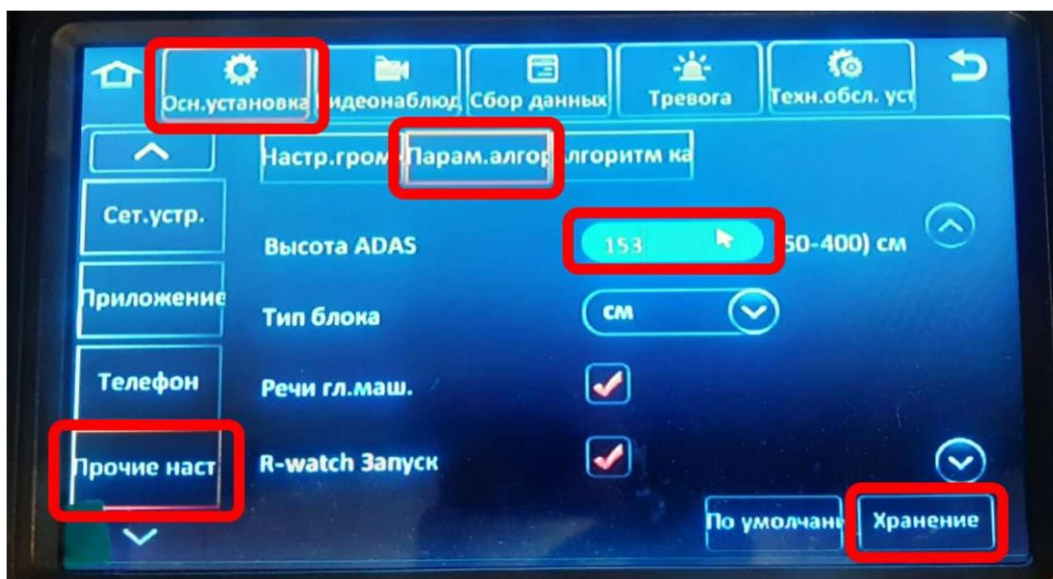 Осн.установка
идеонаблюд
Сбор данных
Тревога
Техн.обсл. уст
Настр.гром
Парам.алгор
лгоритм ка
Сет.устр.
Высота ADAS
153
50-400) см
Приложение
Тип блока
см
Телефон
Речи гл.маш.
Прочие наст
R-watch Запуск
По умолчани
Хранение